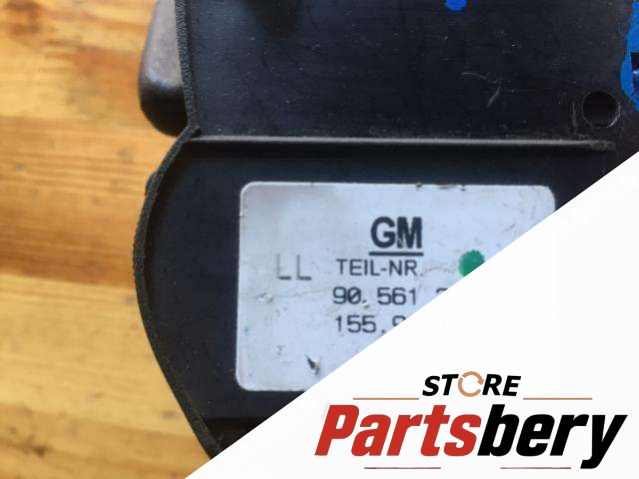 GM
LL TEIL-NR.
90.561
155.
STORE
Partsbery